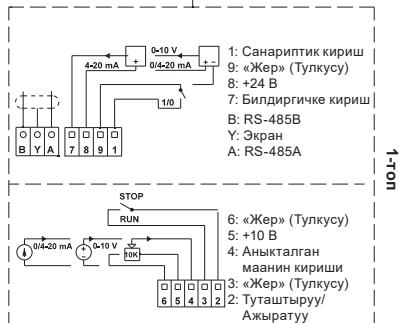 0-10 V
4-20 mA
0/4-20 mA
+
+ -
1/0
B Y A
7 8 9 1
1: Санариптик кириш
9: «Жер» (Тулкусу)
8: +24 В
7: Билдиргичке кириш
B: RS-485B
Y: Экран
A: RS-485A
1-топ
STOP
RUN
0/4-20 mA
0-10 V
+
-
10K
6 5 4 3 2
6: «Жер» (Тулкусу)
5: +10 В
4: Аныкталган
маанин кириши
3: «Жер» (Тулкусу)
2: Туташтыруу/
Ажыратуу